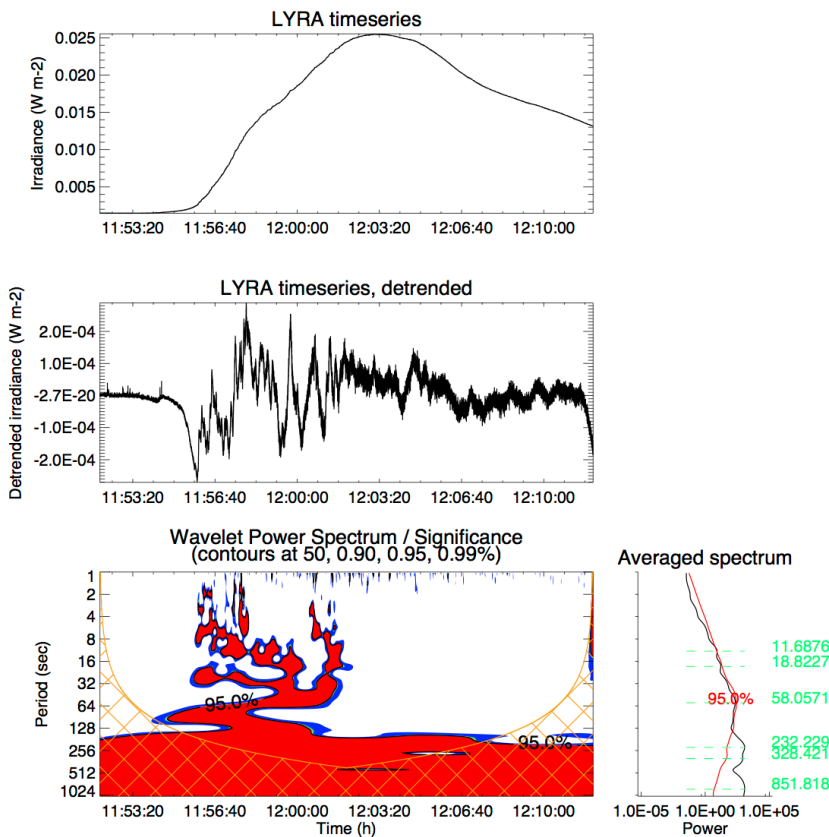 LYRA timeseries
Irradiance (W m-2)
0.025
0.020
0.015
0.010
0.005
11:53:20 11:56:40 12:00:00 12:03:20 12:06:40 12:10:00
LYRA timeseries, detrended
Detrended irradiance (W m-2)
2.0E-04
1.0E-04
-2.7E-20
-1.0E-04
-2.0E-04
11:53:20 11:56:40 12:00:00 12:03:20 12:06:40 12:10:00
Wavelet Power Spectrum / Significance
(contours at 50, 0.90, 0.95, 0.99%)
Period (sec)
1
2
4
8
16
32
64
128
256
512
1024
95.0%
95.0%
11:53:20 11:56:40 12:00:00 12:03:20 12:06:40 12:10:00
Time (h)
Averaged spectrum
11.6876
18.8227
95.0% 58.0571
232.229
328.421
851.818
1.0E-05 1.0E+00 1.0E+05
Power